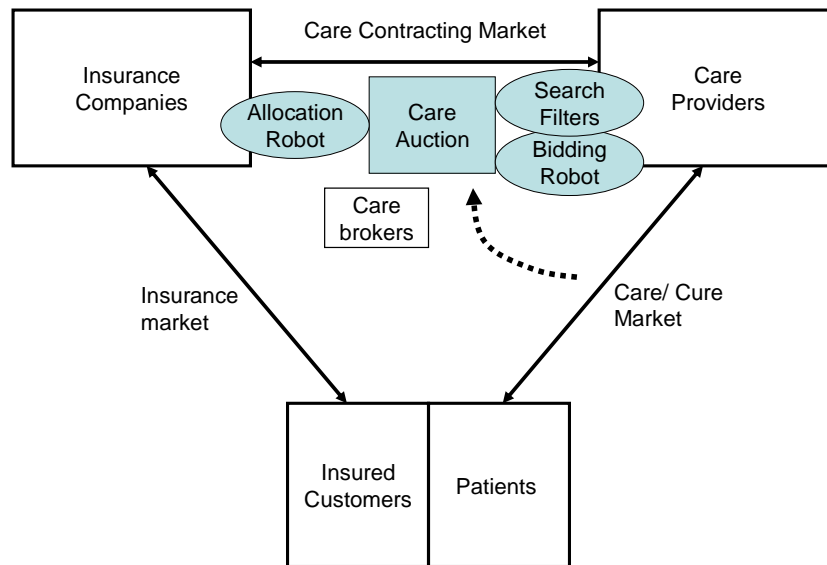 Care Contracting Market
Insurance
Companies
Allocation
Robot
Care
Auction
Search
Filters
Bidding
Robot
Care
Providers
Care
brokers
Insurance
market
Care/ Cure
Market
Insured
Customers
Patients